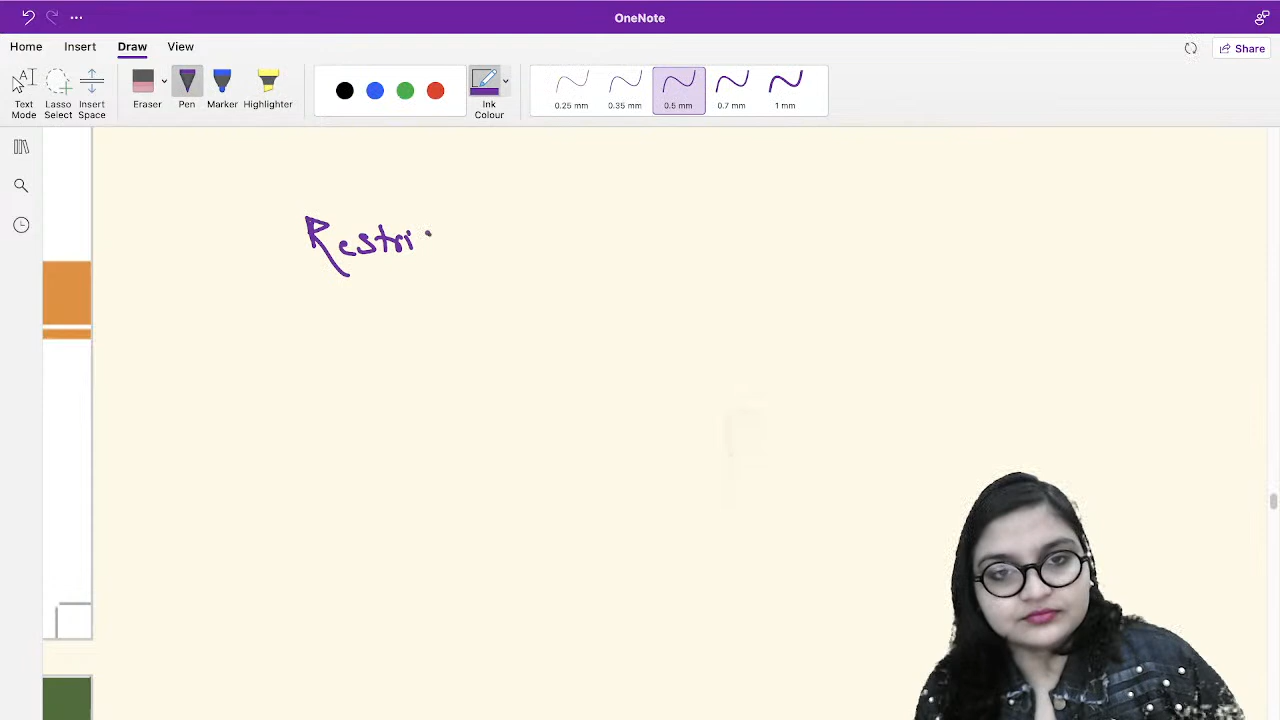 OneNote
Home Insert Draw View Share
Text Mode Lasso Select Insert Space Eraser Pen Marker Highlighter Ink Colour 0.25 mm 0.35 mm 0.5 mm 0.7 mm 1 mm
Restri